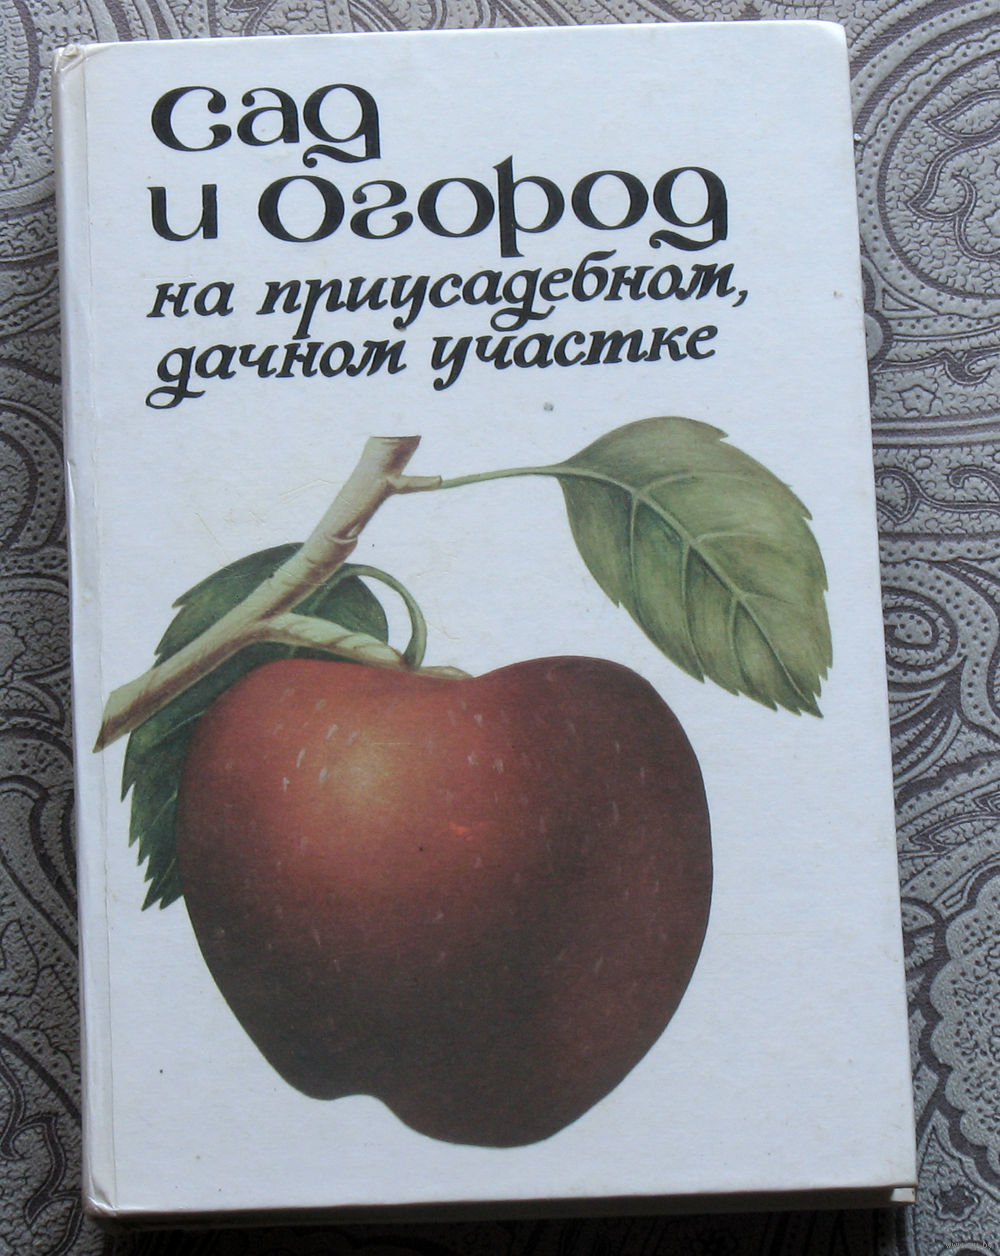 Сад
и огород
на приусадебном,
дачном участке